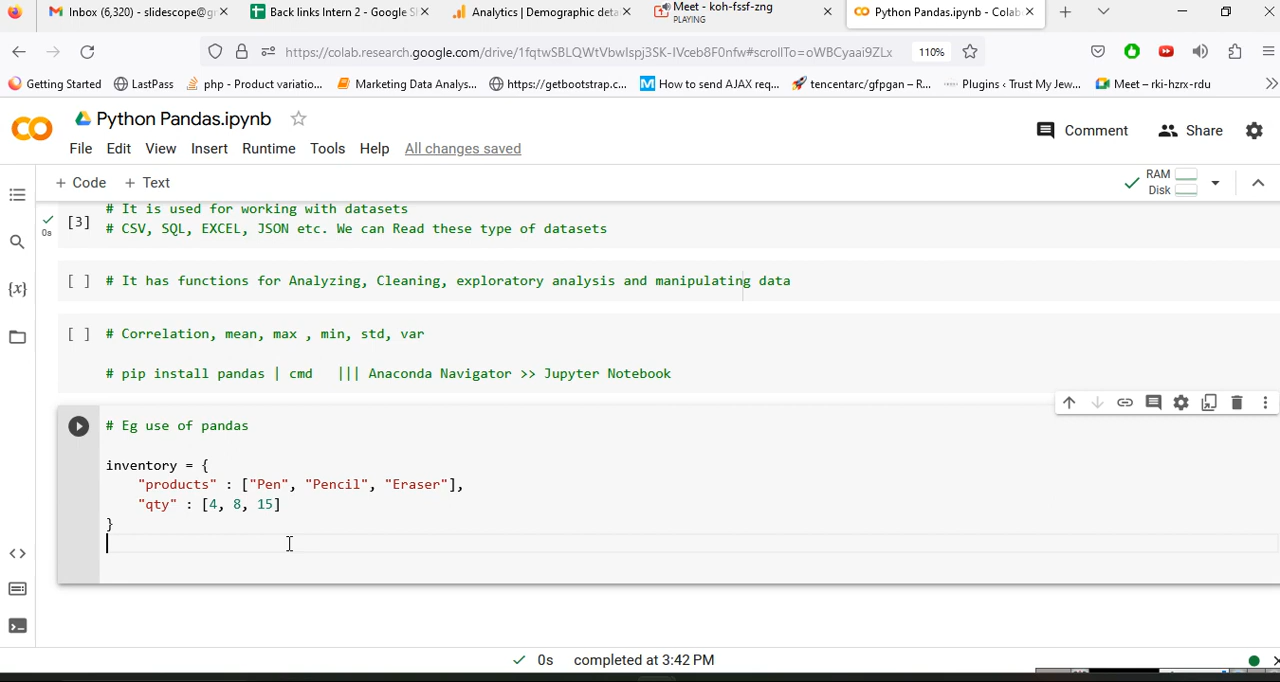 Inbox (6,320) - slidescope@g
Back links Intern 2 - Google S
Analytics | Demographic deta
Meet - koh-fssf-zng
PLAYING
Python Pandas.ipynb - Colab
https://colab.research.google.com/drive/1fqtwSBLQWtVbwIspj3SK-IVceb8F0nfw#scrollTo=oWBCyaai9ZLx
110%
Getting Started
LastPass
php - Product variatio...
Marketing Data Analys...
https://getbootstrap.c...
How to send AJAX req...
tencentarc/gfpgan – R...
Plugins ‹ Trust My Jew...
Meet – rki-hzrx-rdu
Python Pandas.ipynb
Comment
Share
File Edit View Insert Runtime Tools Help All changes saved
+ Code + Text
RAM
Disk
# It is used for working with datasets
[3] # CSV, SQL, EXCEL, JSON etc. We can Read these type of datasets
0s
[ ] # It has functions for Analyzing, Cleaning, exploratory analysis and manipulating data
[ ] # Correlation, mean, max , min, std, var
# pip install pandas | cmd ||| Anaconda Navigator >> Jupyter Notebook
# Eg use of pandas
inventory = {
"products" : ["Pen", "Pencil", "Eraser"],
"qty" : [4, 8, 15]
}
0s completed at 3:42 PM